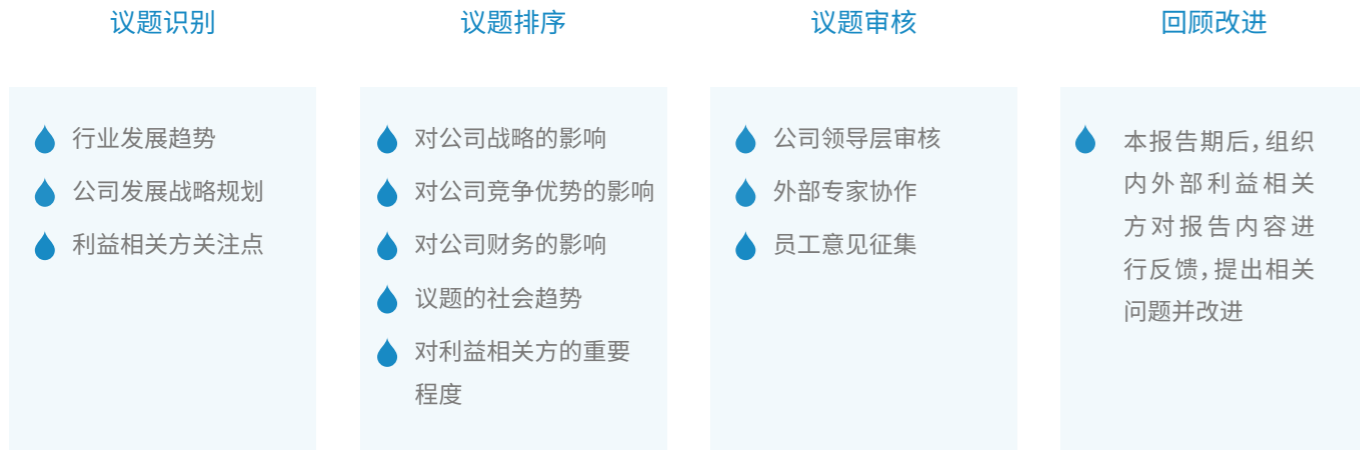 议题识别
行业发展趋势
公司发展战略规划
利益相关方关注点
议题排序
对公司战略的影响
对公司竞争优势的影响
对公司财务的影响
议题的社会趋势
对利益相关方的重要
程度
议题审核
公司领导层审核
外部专家协作
员工意见征集
回顾改进
本报告期后，组织
内外部利益相关
方对报告内容进
行反馈，提出相关
问题并改进